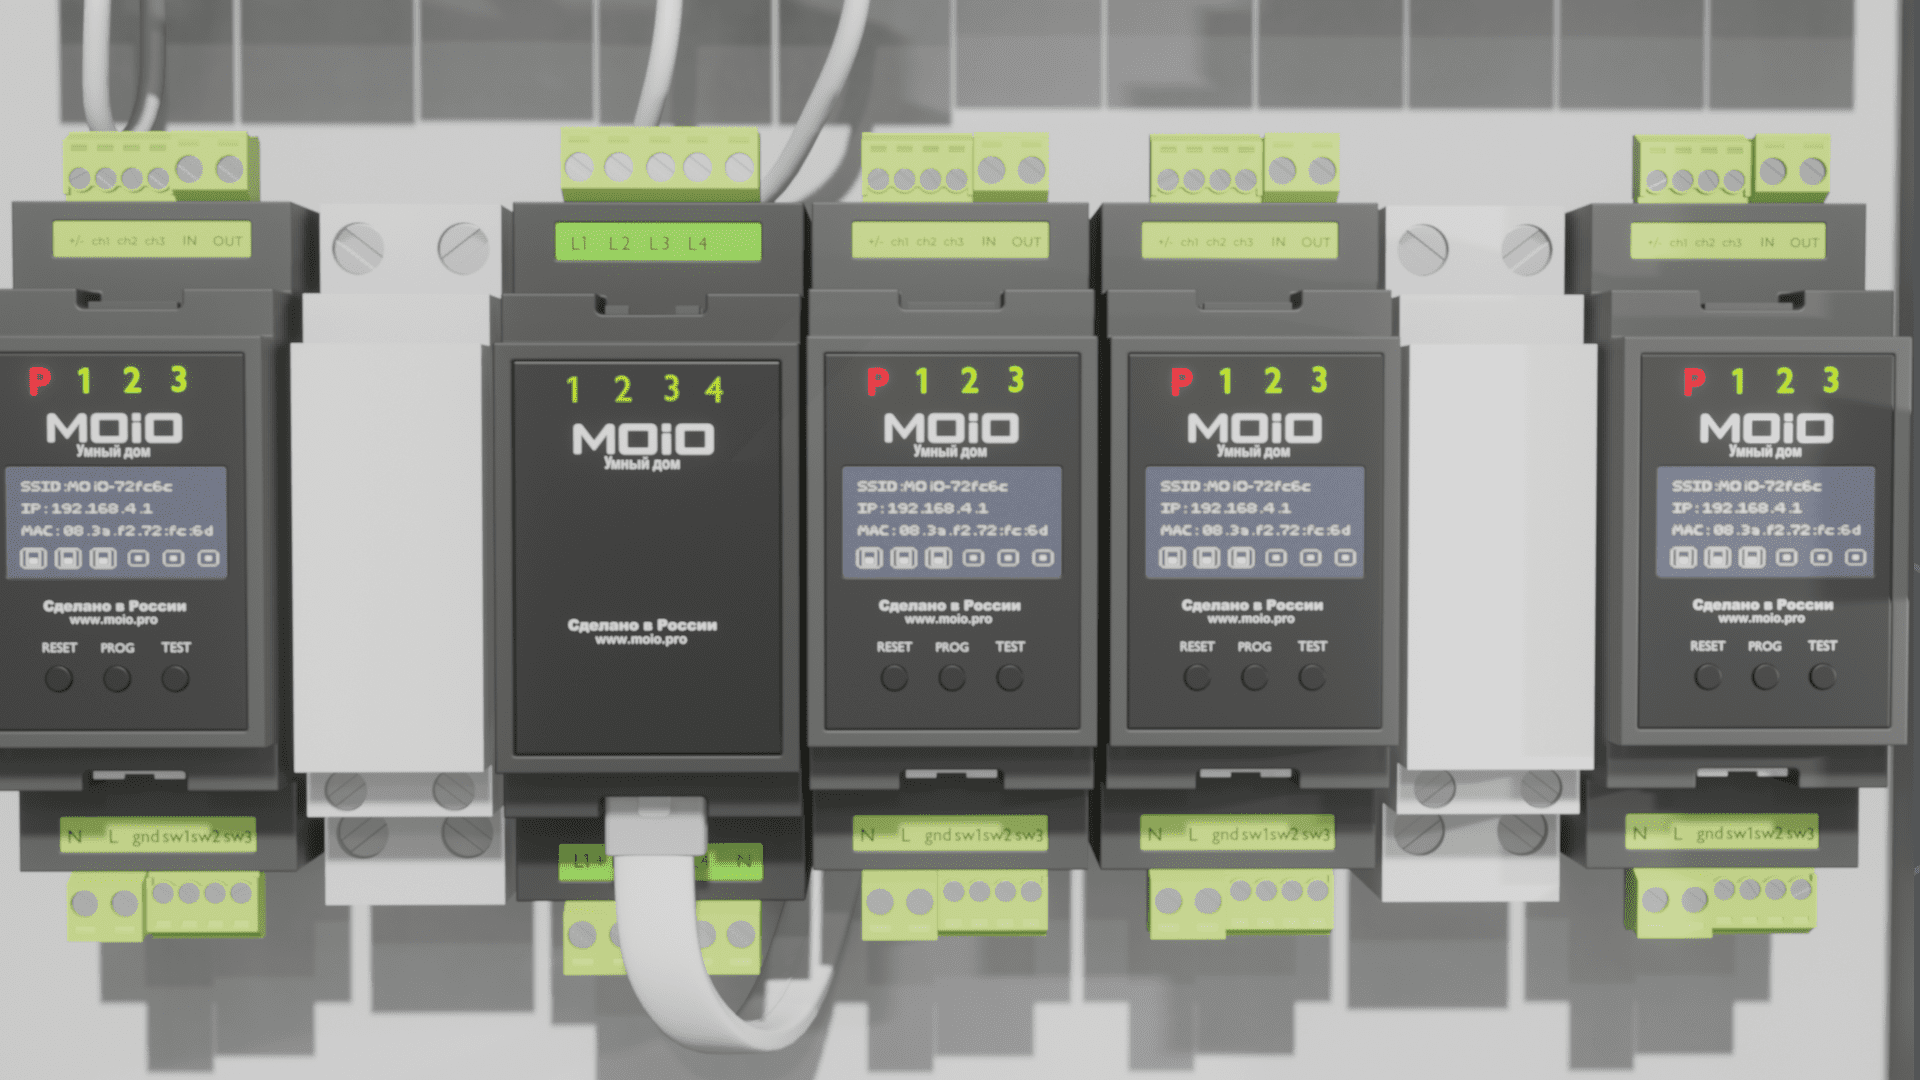 +/- ch1 ch2 ch3 IN OUT
P 1 2 3
MOiO
Умный дом
SSID:MOiO-72fc6c
IP:192.168.4.1
MAC:08.3a.f2.72:fc:6d
Сделано в России
www.moio.pro
RESET PROG TEST
N L gnd sw1 sw2 sw3
L1 L2 L3 L4
1 2 3 4
MOiO
Умный дом
Сделано в России
www.moio.pro
L1+ N
+/- ch1 ch2 ch3 IN OUT
P 1 2 3
MOiO
Умный дом
SSID:MOiO-72fc6c
IP:192.168.4.1
MAC:08.3a.f2.72:fc:6d
Сделано в России
www.moio.pro
RESET PROG TEST
N L gnd sw1 sw2 sw3
+/- ch1 ch2 ch3 IN OUT
P 1 2 3
MOiO
Умный дом
SSID:MOiO-72fc6c
IP:192.168.4.1
MAC:08.3a.f2.72:fc:6d
Сделано в России
www.moio.pro
RESET PROG TEST
N L gnd sw1 sw2 sw3
+/- ch1 ch2 ch3 IN OUT
P 1 2 3
MOiO
Умный дом
SSID:MOiO-72fc6c
IP:192.168.4.1
MAC:08.3a.f2.72:fc:6d
Сделано в России
www.moio.pro
RESET PROG TEST
N L gnd sw1 sw2 sw3